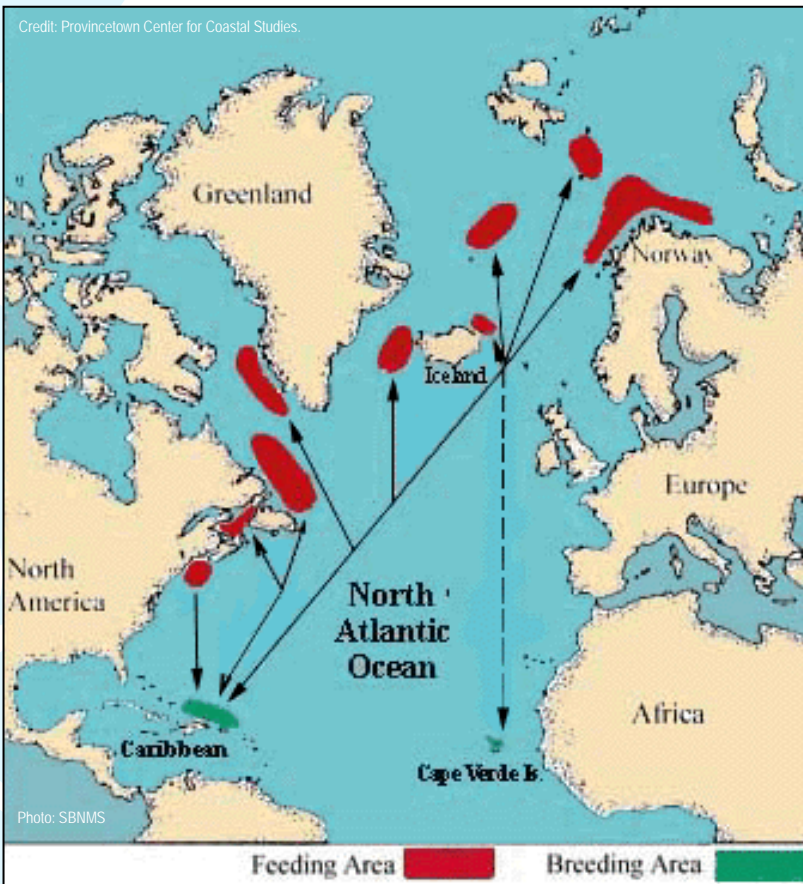 Credit: Provincetown Center for Coastal Studies.
Greenland
Norway
Iceland
Europe
North
America
North
Atlantic
Ocean
Africa
Caribbean
Cape Verde Is.
Photo: SBNMS
Feeding Area
Breeding Area